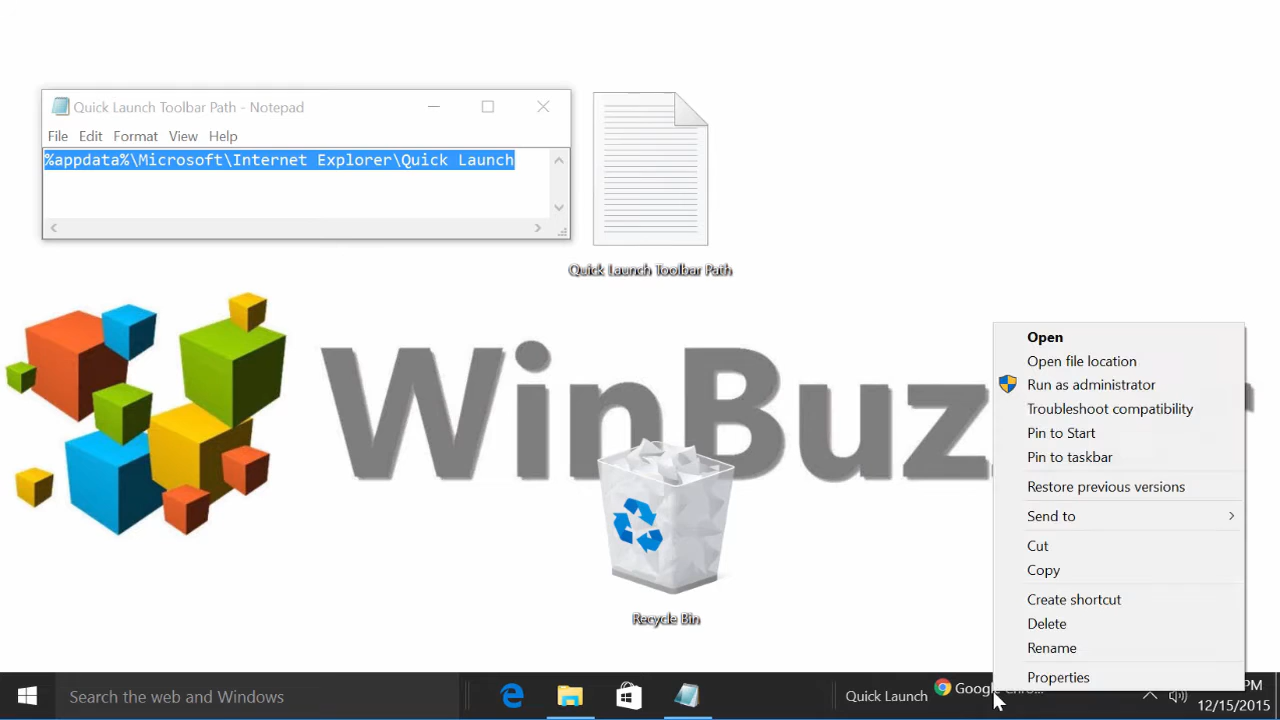 Quick Launch Toolbar Path - Notepad
File Edit Format View Help
%appdata%\Microsoft\Internet Explorer\Quick Launch
Quick Launch Toolbar Path
WinBuz
Recycle Bin
Open
Open file location
Run as administrator
Troubleshoot compatibility
Pin to Start
Pin to taskbar
Restore previous versions
Send to
Cut
Copy
Create shortcut
Delete
Rename
Properties
Search the web and Windows
Quick Launch
Google Chro...
PM
12/15/2015